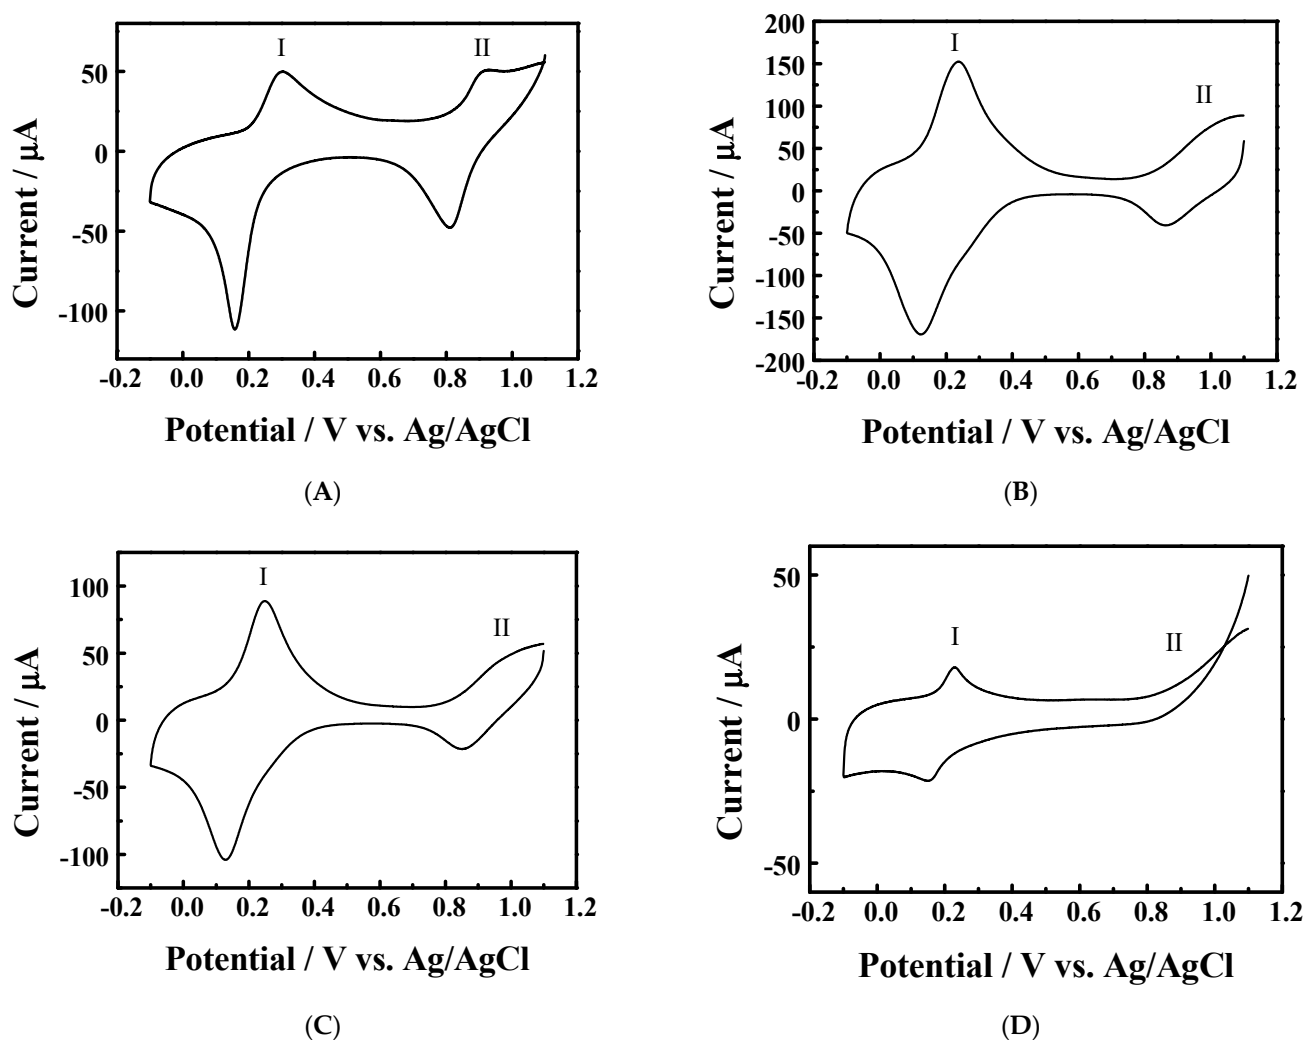 I II
50
0
-50
-100
-0.2 0.0 0.2 0.4 0.6 0.8 1.0 1.2
Current / μA
Potential / V vs. Ag/AgCl
(A)
I II
200
150
100
50
0
-50
-100
-150
-200
-0.2 0.0 0.2 0.4 0.6 0.8 1.0 1.2
Current / μA
Potential / V vs. Ag/AgCl
(B)
I II
100
50
0
-50
-100
-0.2 0.0 0.2 0.4 0.6 0.8 1.0 1.2
Current / μA
Potential / V vs. Ag/AgCl
(C)
I II
50
0
-50
-0.2 0.0 0.2 0.4 0.6 0.8 1.0 1.2
Current / μA
Potential / V vs. Ag/AgCl
(D)